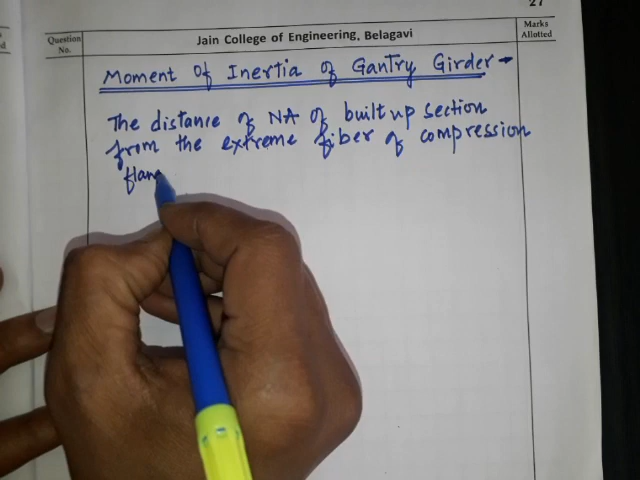 27
Question No.
Jain College of Engineering, Belagavi
Marks Allotted
Moment Of Inertia of Gantry Girder →
The distance of NA of built up section
from the extreme fiber of compression
flang